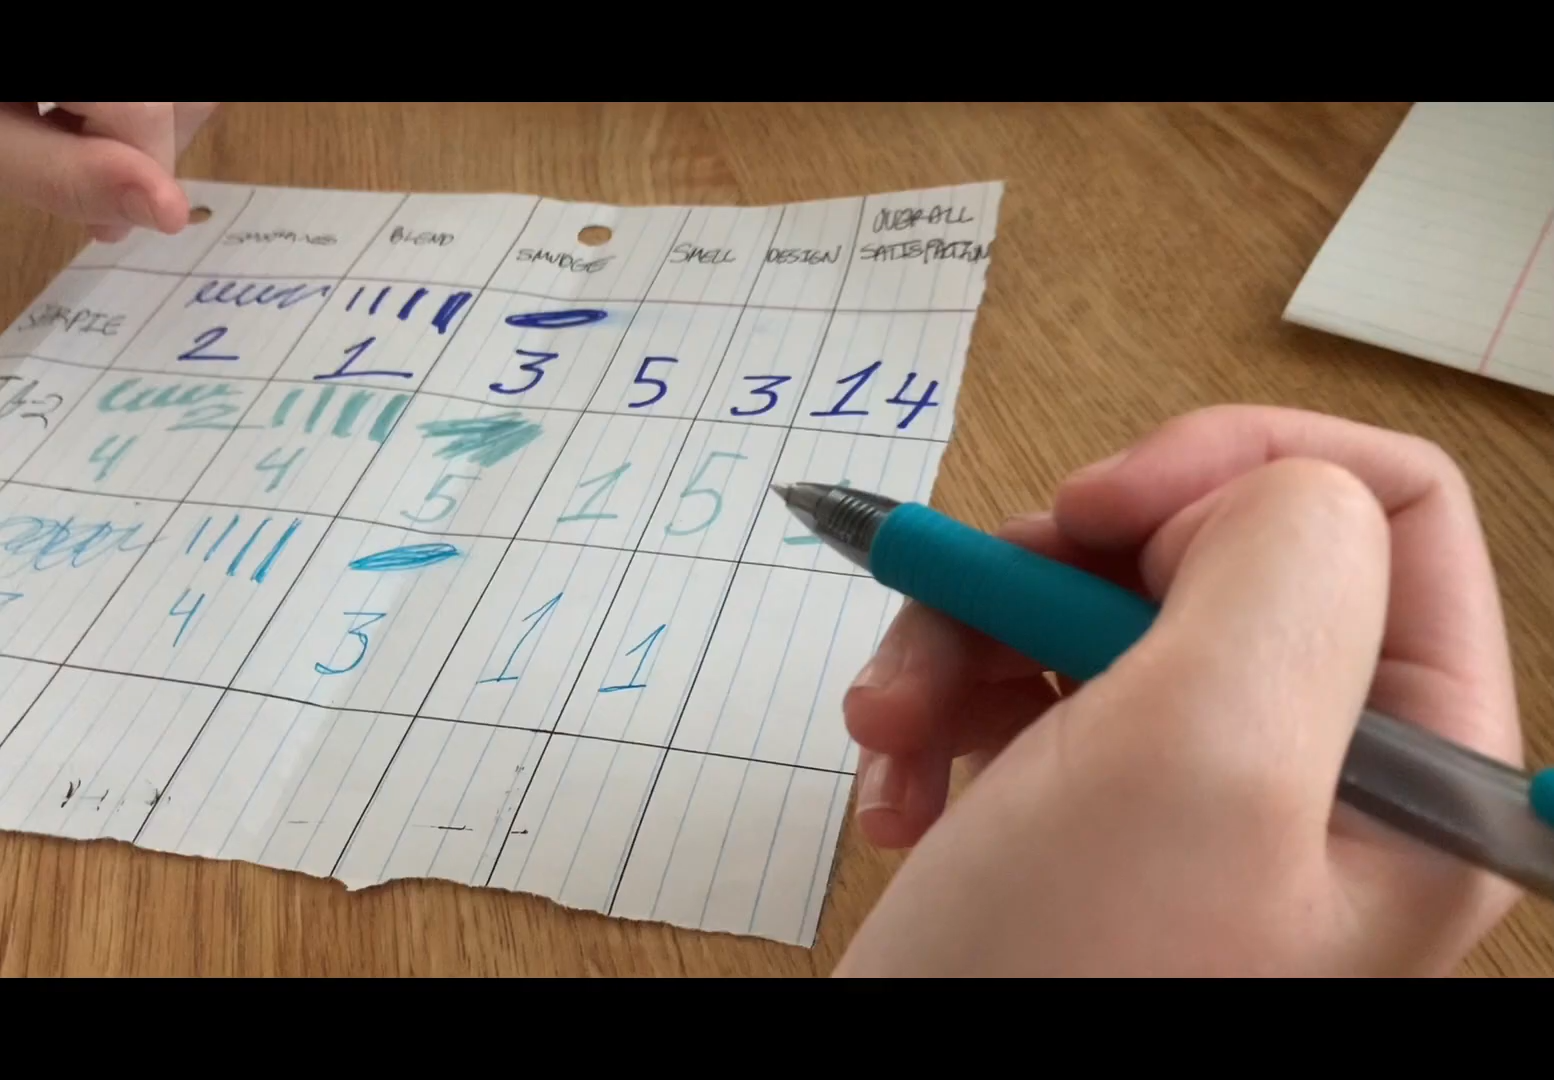 BLEND
SMUDGE
SMELL
DESIGN
OVERALL
SATISFACTION
2 1 3 5 3 14
4 4 5 1 5
4 3 1 1